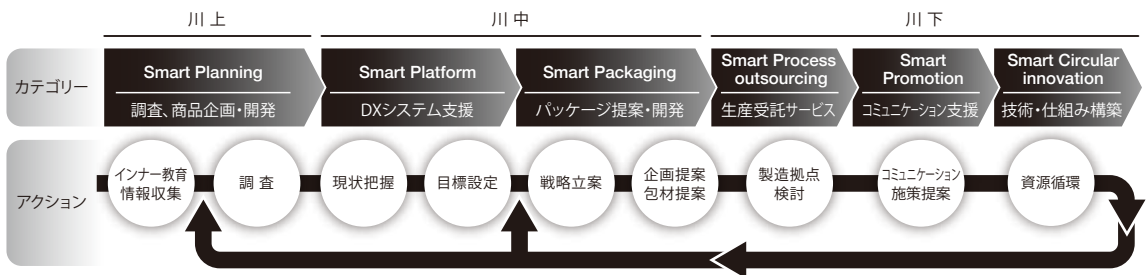 川上
川中
川下
カテゴリー
Smart Planning
調査、商品企画・開発
Smart Platform
DXシステム支援
Smart Packaging
パッケージ提案・開発
Smart Process
outsourcing
生産受託サービス
Smart
Promotion
コミュニケーション支援
Smart Circular
innovation
技術・仕組み構築
アクション
インナー教育
情報収集
調査
現状把握
目標設定
戦略立案
企画提案
包材提案
製造拠点
検討
コミュニケーション
施策提案
資源循環